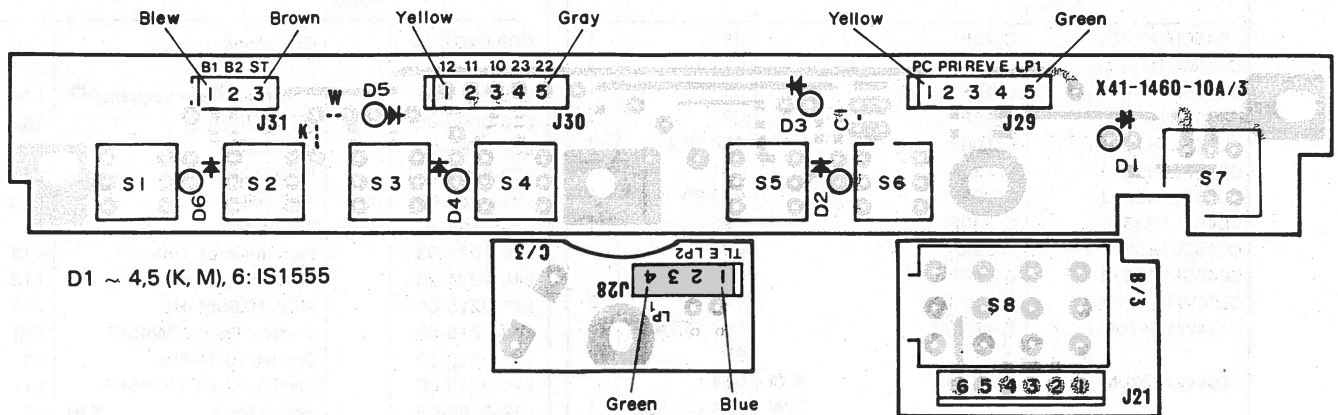 Blew Brown Yellow Gray Yellow Green
B1 B2 ST 12 11 10 23 22 PC PRI REV E LP1
1 2 3 1 2 3 4 5 1 2 3 4 5 X41-1460-10A/3
J31 W D5 J30 D3 C1 J29 D1
K
S1 S2 S3 S4 S5 S6 S7
D6 D4 D2
C/3 TL E LP2 B/3
D1 ~ 4,5 (K, M), 6: IS1555
J28 4 3 2 1 S8
LP1
6 5 4 3 2 1 J21
Green Blue